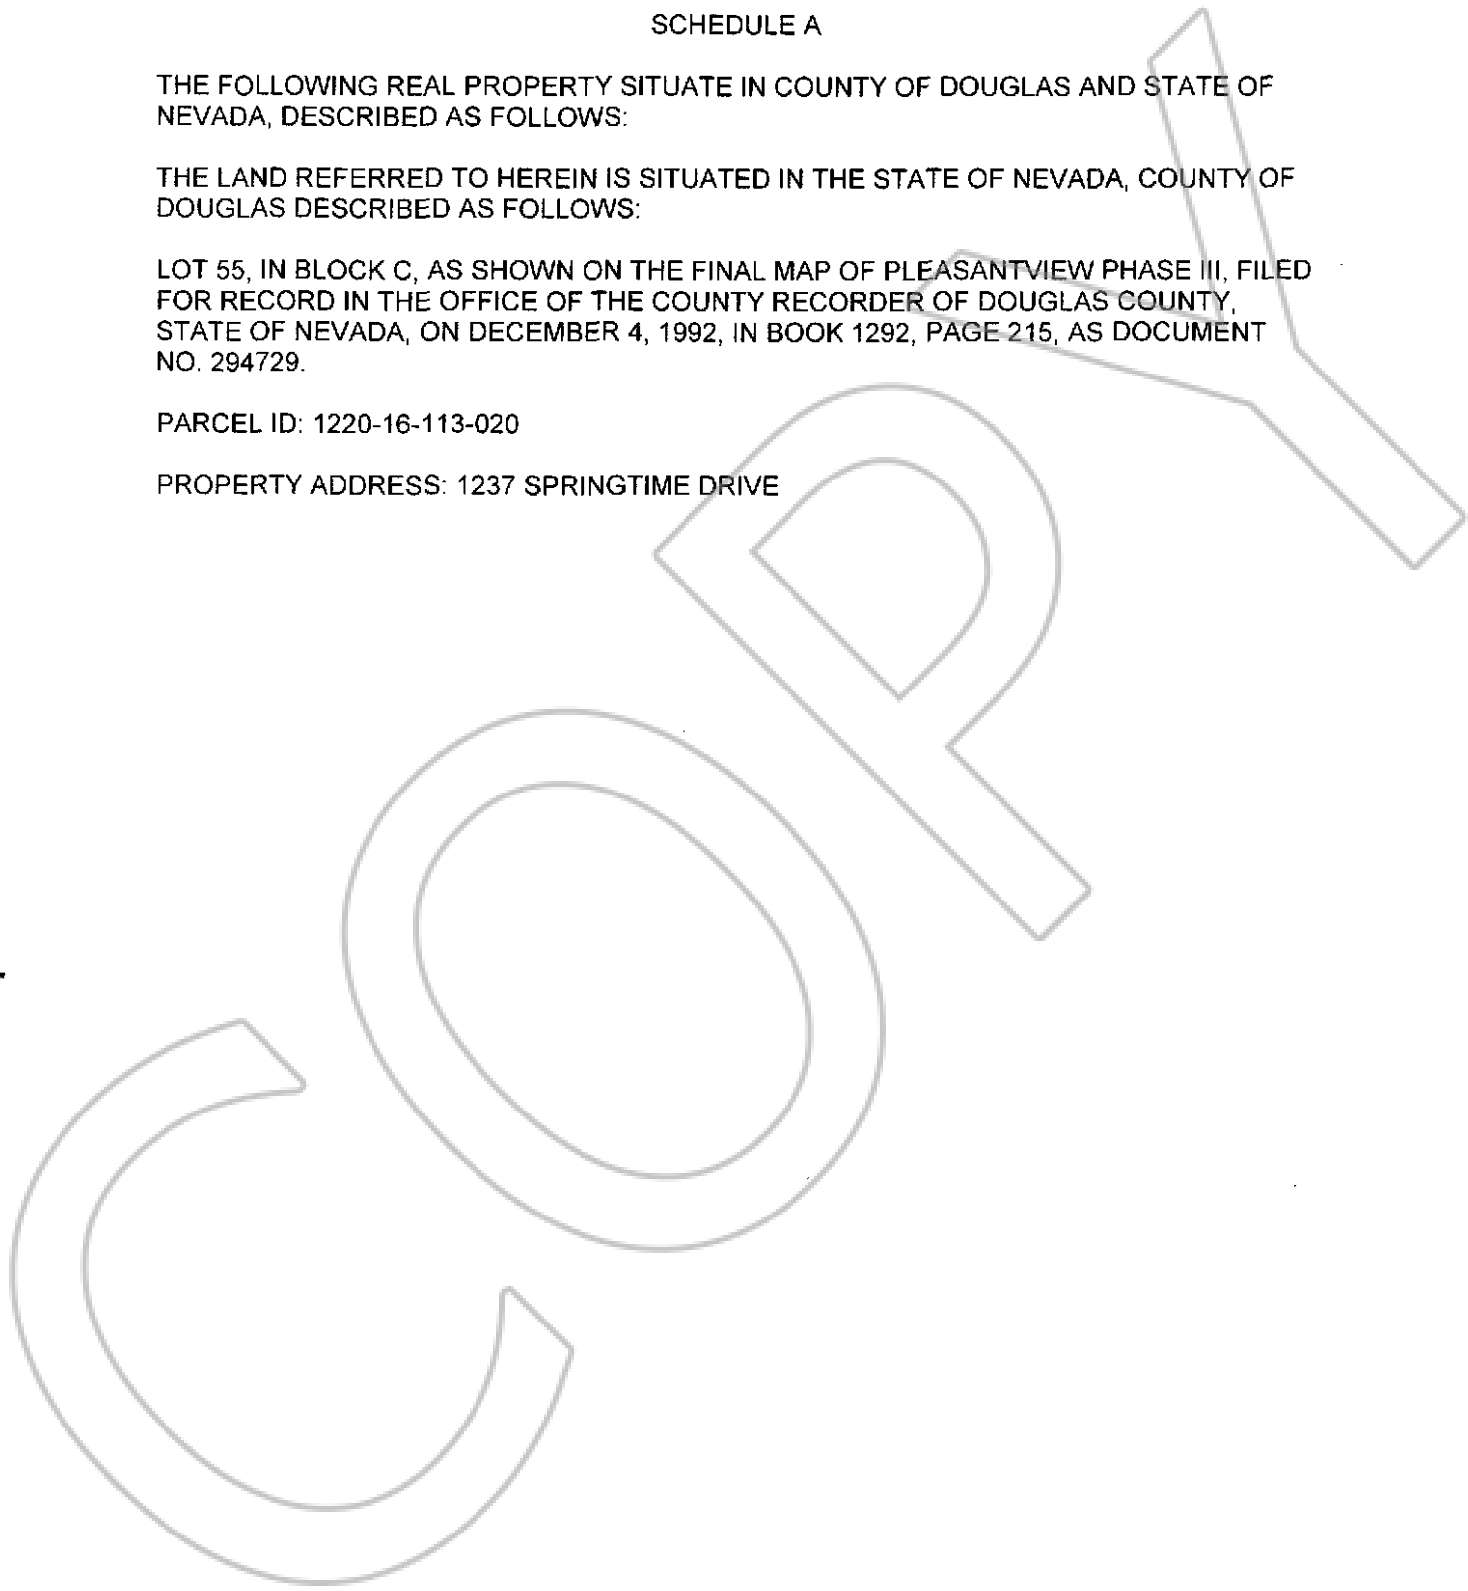 SCHEDULE A
THE FOLLOWING REAL PROPERTY SITUATE IN COUNTY OF DOUGLAS AND STATE OF
NEVADA, DESCRIBED AS FOLLOWS:
THE LAND REFERRED TO HEREIN IS SITUATED IN THE STATE OF NEVADA, COUNTY OF
DOUGLAS DESCRIBED AS FOLLOWS:
LOT 55, IN BLOCK C, AS SHOWN ON THE FINAL MAP OF PLEASANTVIEW PHASE III, FILED
FOR RECORD IN THE OFFICE OF THE COUNTY RECORDER OF DOUGLAS COUNTY,
STATE OF NEVADA, ON DECEMBER 4, 1992, IN BOOK 1292, PAGE 215, AS DOCUMENT
NO. 294729.
PARCEL ID: 1220-16-113-020
PROPERTY ADDRESS: 1237 SPRINGTIME DRIVE
COPY